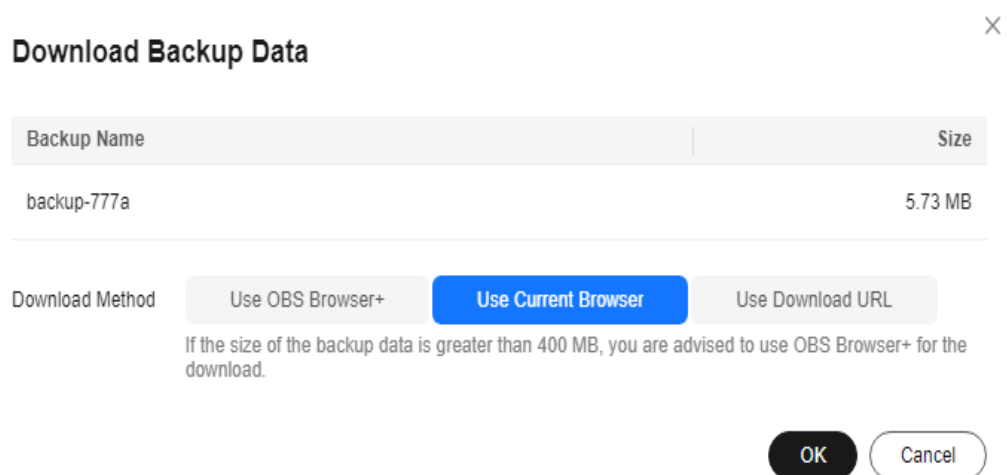 Download Backup Data
Backup Name Size
backup-777a 5.73 MB
Download Method Use OBS Browser+ Use Current Browser Use Download URL
If the size of the backup data is greater than 400 MB, you are advised to use OBS Browser+ for the
download.
OK Cancel